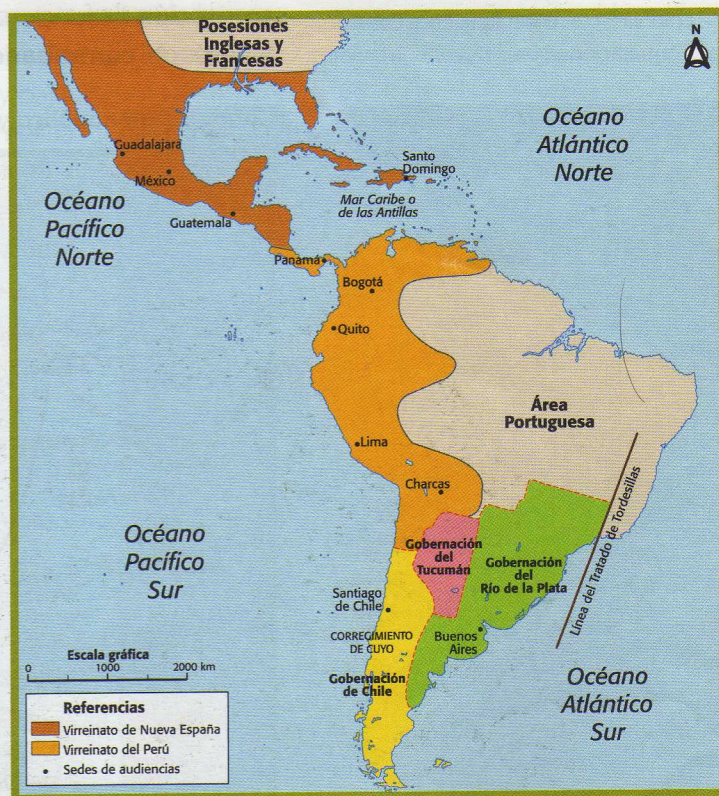 Posesiones
Inglesas y
Francesas
N
Océano
Atlántico
Norte
Guadalajara
México
Santo
Domingo
Océano
Pacífico
Norte
Mar Caribe o
de las Antillas
Guatemala
Panamá
Bogotá
Quito
Área
Portuguesa
Lima
Charcas
Línea del Tratado de Tordesillas
Océano
Pacífico
Sur
Gobernación
del
Tucumán
Gobernación
del
Río de la Plata
Santiago
de Chile
CORREGIMIENTO
DE CUYO
Buenos
Aires
Gobernación
de Chile
Océano
Atlántico
Sur
Escala gráfica
0 1000 2000 km
Referencias
Virreinato de Nueva España
Virreinato del Perú
Sedes de audiencias